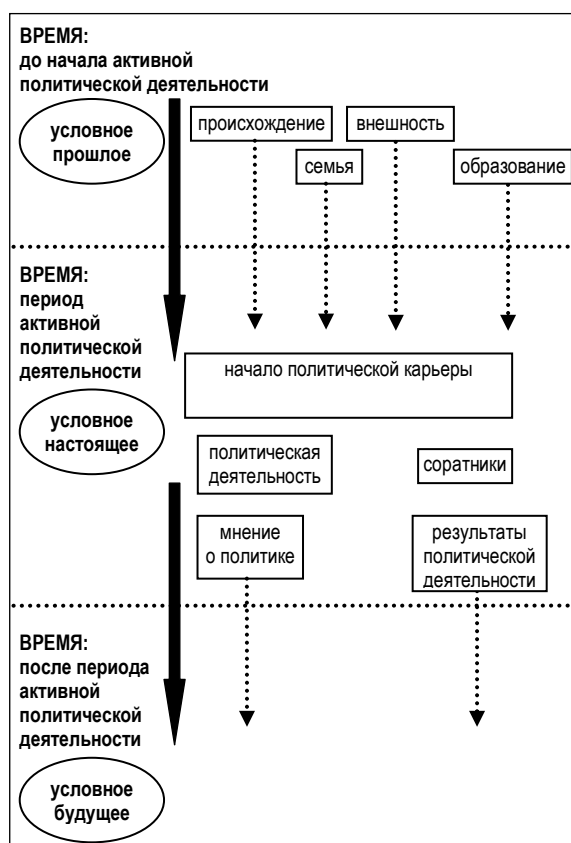 ВРЕМЯ:
до начала активной
политической деятельности
условное
прошлое
происхождение
внешность
семья
образование
ВРЕМЯ:
период
активной
политической
деятельности
условное
настоящее
начало политической карьеры
политическая
деятельность
соратники
мнение
о политике
результаты
политической
деятельности
ВРЕМЯ:
после периода
активной
политической
деятельности
условное
будущее